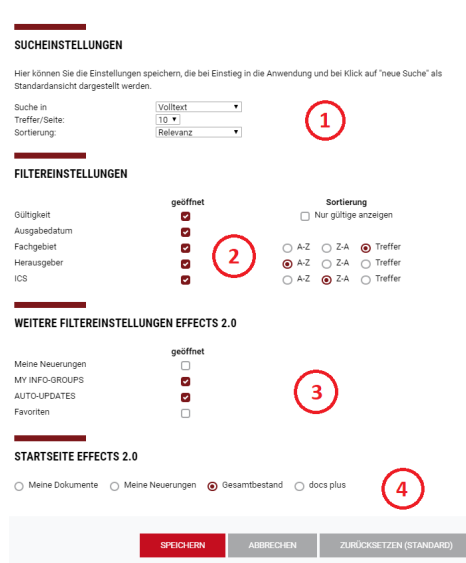 SUCHEINSTELLUNGEN
Hier können Sie die Einstellungen speichern, die bei Einstieg in die Anwendung und bei Klick auf "neue Suche" als
Standardansicht dargestellt werden.
Suche in Volltext
Treffer/Seite: 10
Sortierung: Relevanz
1
FILTEREINSTELLUNGEN
geöffnet Sortierung
Gültigkeit Nur gültige anzeigen
Ausgabedatum
Fachgebiet A-Z Z-A Treffer
Herausgeber A-Z Z-A Treffer
ICS A-Z Z-A Treffer
2
WEITERE FILTEREINSTELLUNGEN EFFECTS 2.0
geöffnet
Meine Neuerungen
MY INFO-GROUPS
AUTO-UPDATES
Favoriten
3
STARTSEITE EFFECTS 2.0
Meine Dokumente Meine Neuerungen Gesamtbestand docs plus
4
SPEICHERN ABBRECHEN ZURÜCKSETZEN (STANDARD)